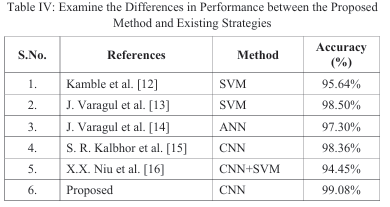 Table IV: Examine the Differences in Performance between the Proposed
Method and Existing Strategies
S.No. References Method Accuracy (%)
1. Kamble et al. [12] SVM 95.64%
2. J. Varagul et al. [13] SVM 98.50%
3. J. Varagul et al. [14] ANN 97.30%
4. S. R. Kalbhor et al. [15] CNN 98.36%
5. X.X. Niu et al. [16] CNN+SVM 94.45%
6. Proposed CNN 99.08%